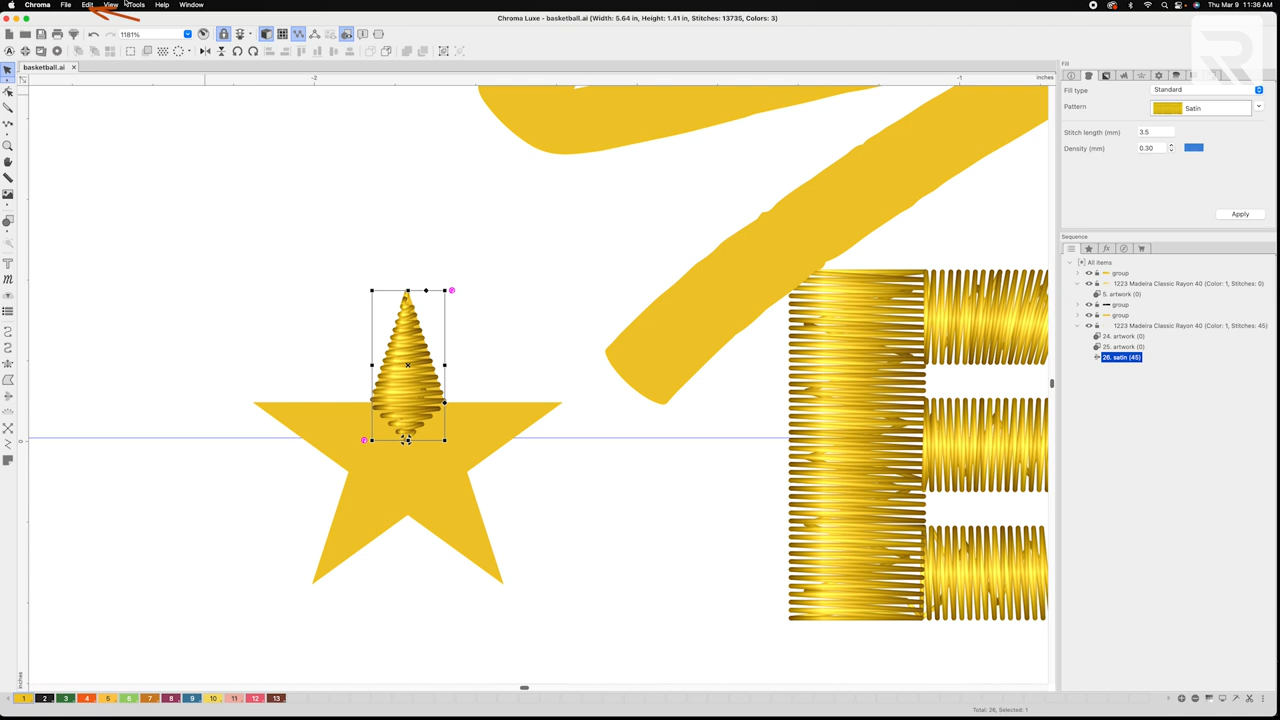 Chroma File Edit View Tools Help Window Thu Mar 9 11:36 AM
Chroma Luxe - basketball.ai (Width: 5.64 in, Height: 1.41 in, Stitches: 13735, Colors: 3)
1181%
basketball.ai
-2 -1 inches
Fill
Fill type Standard
Pattern Satin
Stitch length (mm) 3.5
Density (mm) 0.30
Apply
Sequence
All items
group
1223 Madeira Classic Rayon 40 (Color: 1, Stitches: 0)
5. artwork (0)
group
group
1223 Madeira Classic Rayon 40 (Color: 1, Stitches: 45)
24. artwork (0)
25. artwork (0)
26. satin (45)
0
inches
1 2 3 4 5 6 7 8 9 10 11 12 13
Total: 26, Selected: 1